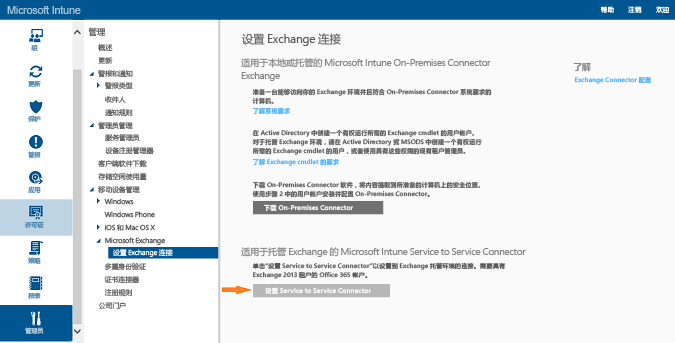 Microsoft Intune
帮助 注销 欢迎
组
更新
保护
警报
应用
许可证
策略
报表
管理员
管理
概述
更新
警报和通知
警报类型
收件人
通知规则
管理员管理
服务管理员
设备注册管理器
客户端软件下载
存储空间使用量
移动设备管理
Windows
Windows Phone
iOS 和 Mac OS X
Microsoft Exchange
设置 Exchange 连接
多重身份验证
证书连接器
注册规则
公司门户
设置 Exchange 连接
适用于本地或托管的 Microsoft Intune On-Premises Connector
Exchange
准备一台能够访问你的 Exchange 环境并且符合 On-Premises Connector 系统要求的
计算机。
了解系统要求
在 Active Directory 中创建一个有权运行所需的 Exchange cmdlet 的用户帐户。
对于托管 Exchange 环境，请在 Active Directory 或 MSODS 中创建一个有权运行
所需的 Exchange cmdlet 的用户，或者使用具有这些权限的现有租户管理员。
了解 Exchange cmdlet 的要求
下载 On-Premises Connector 软件，将内容提取到所准备的计算机上的安全位置。
使用步骤 2 中的用户帐户安装并配置 On-Premises Connector。
下载 On-Premises Connector
适用于托管 Exchange 的 Microsoft Intune Service to Service Connector
单击"设置 Service to Service Connector"以设置到 Exchange 托管环境的连接。需要具有
Exchange 2013 租户的 Office 365 帐户。
设置 Service to Service Connector
了解
Exchange Connector 配置